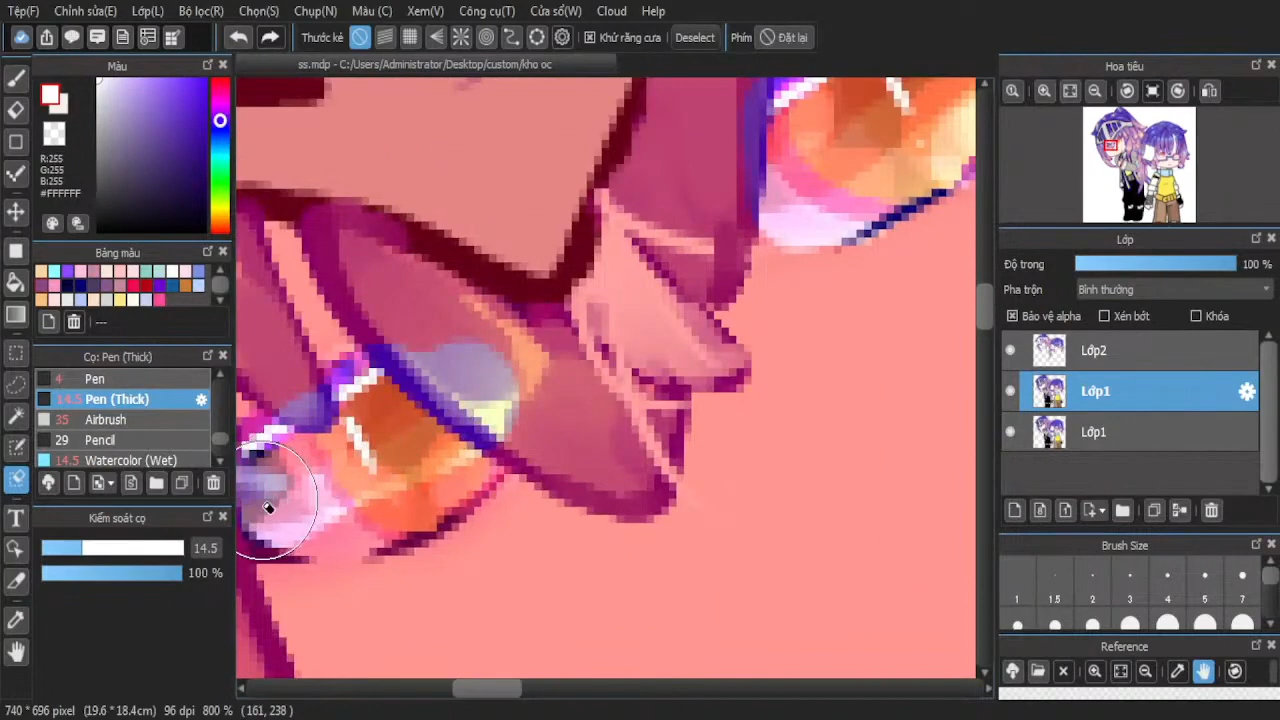 Tệp(F) Chỉnh sửa(E) Lớp(L) Bộ lọc(R) Chọn(S) Chụp(N) Màu (C) Xem(V) Công cụ(T) Cửa sổ(W) Cloud Help
Thước kẻ Khử răng cưa Deselect Phím Đặt lại
Màu
ss.mdp - C:/Users/Administrator/Desktop/custom/kho oc
Hoa tiêu
R:255
G:255
B:255
#FFFFFF
Bảng màu
---
Lớp
Độ trong 100 %
Pha trộn Bình thường
Bảo vệ alpha Xén bớt Khóa
Lớp2
Lớp1
Lớp1
Cọ: Pen (Thick)
4 Pen
14.5 Pen (Thick)
35 Airbrush
29 Pencil
14.5 Watercolor (Wet)
Kiểm soát cọ
14.5
100 %
Brush Size
1 1.5 2 3 4 5 7
Reference
740 * 696 pixel (19.6 * 18.4cm) 96 dpi 800 % ( 161, 238 )